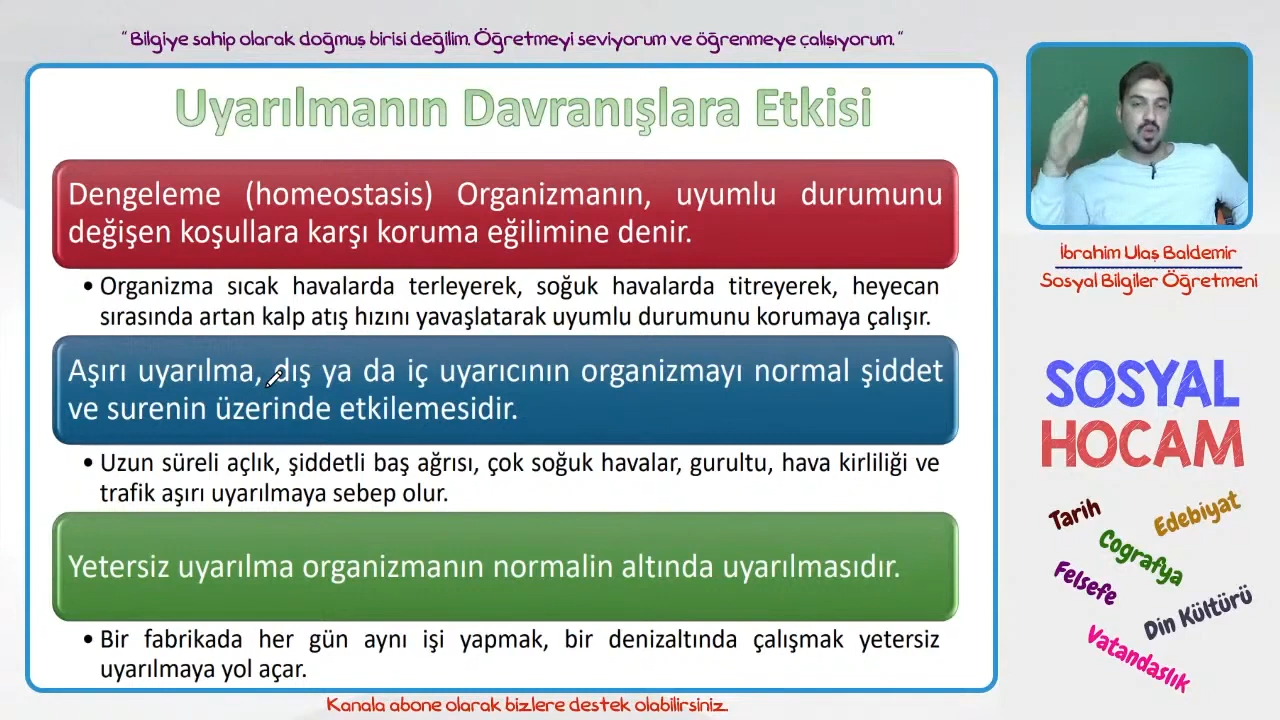 “Bilgiye sahip olarak doğmuş birisi değilim. Öğretmeyi seviyorum ve öğrenmeye çalışıyorum.”
Uyarılmanın Davranışlara Etkisi
Dengeleme (homeostasis) Organizmanın, uyumlu durumunu
değişen koşullara karşı koruma eğilimine denir.
• Organizma sıcak havalarda terleyerek, soğuk havalarda titreyerek, heyecan
sırasında artan kalp atış hızını yavaşlatarak uyumlu durumunu korumaya çalışır.
Aşırı uyarılma, dış ya da iç uyarıcının organizmayı normal şiddet
ve surenin üzerinde etkilemesidir.
• Uzun süreli açlık, şiddetli baş ağrısı, çok soğuk havalar, gurultu, hava kirliliği ve
trafik aşırı uyarılmaya sebep olur.
Yetersiz uyarılma organizmanın normalin altında uyarılmasıdır.
• Bir fabrikada her gün aynı işi yapmak, bir denizaltında çalışmak yetersiz
uyarılmaya yol açar.
Kanala abone olarak bizlere destek olabilirsiniz.
İbrahim Ulaş Baldemir
Sosyal Bilgiler Öğretmeni
SOSYAL
HOCAM
Tarih
Edebiyat
Cografya
Felsefe
Din Kültürü
Vatandaslık